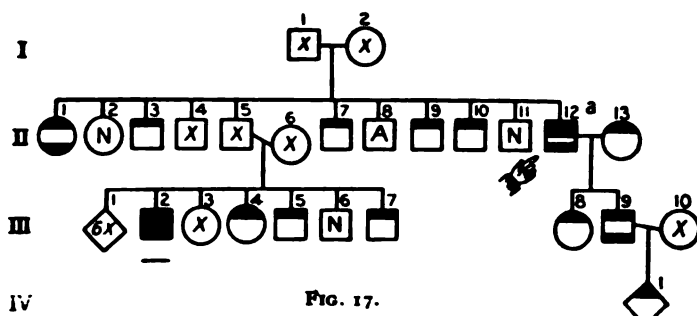 1 2
I X X
1 2 3 4 5 6 7 8 9 10 11 12 a 13
II N X X X A N
1 2 3 4 5 6 7 8 9 10
III 6X X N X
1
IV FIG. 17.